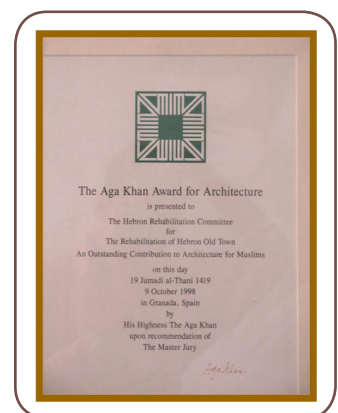 The Aga Khan Award for Architecture
is presented to
The Hebron Rehabilitation Committee
for
The Rehabilitation of Hebron Old Town
An Outstanding Contribution to Architecture for Muslims
on this day
19 Jumadi al-Thani 1419
9 October 1998
in Granada, Spain
by
His Highness The Aga Khan
upon recommendation of
The Master Jury
Aga Khan